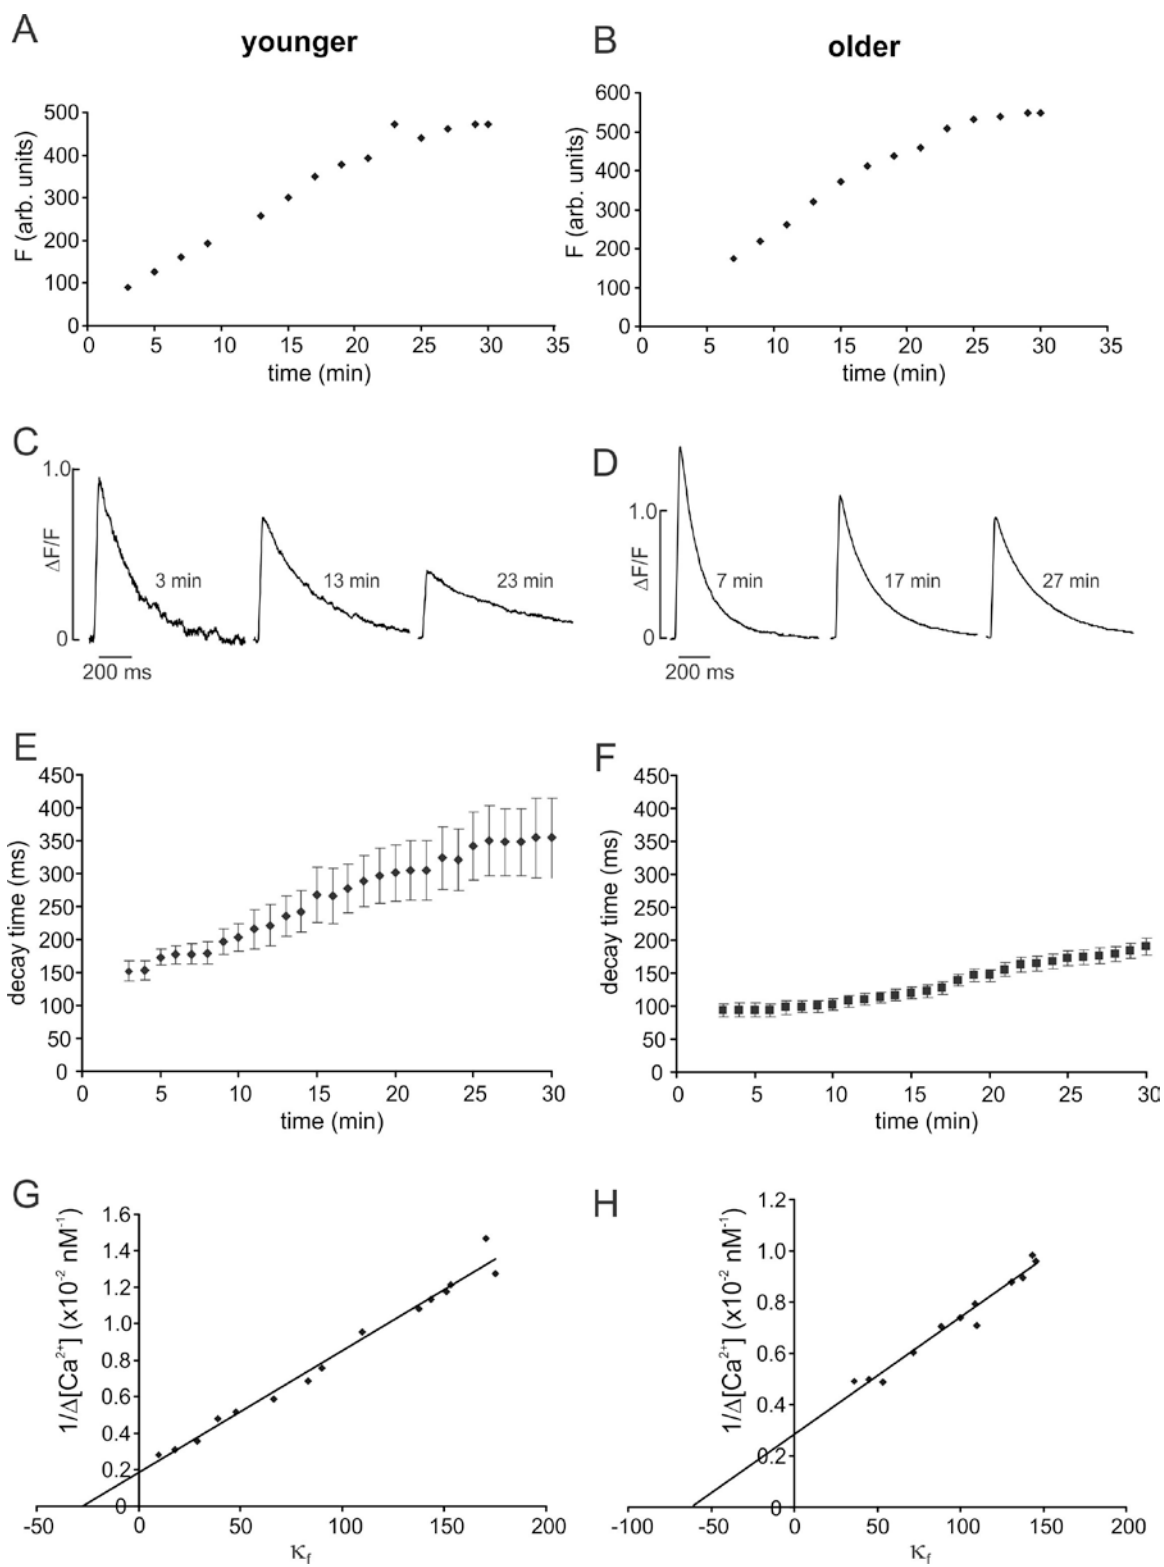 A
younger
B
older
F (arb. units)
500
400
300
200
100
0
0 5 10 15 20 25 30 35
time (min)
F (arb. units)
600
500
400
300
200
100
0
0 5 10 15 20 25 30 35
time (min)
C
ΔF/F
1.0
0
3 min
13 min
23 min
200 ms
D
ΔF/F
1.0
0
7 min
17 min
27 min
200 ms
E
decay time (ms)
450
400
350
300
250
200
150
100
50
0
0 5 10 15 20 25 30
time (min)
F
decay time (ms)
450
400
350
300
250
200
150
100
50
0
0 5 10 15 20 25 30
time (min)
G
1/Δ[Ca²⁺] (x10⁻² nM⁻¹)
1.6
1.4
1.2
1.0
0.8
0.6
0.4
0.2
0
-50 0 50 100 150 200
κf
H
1/Δ[Ca²⁺] (x10⁻² nM⁻¹)
1.2
1.0
0.8
0.6
0.4
0.2
0
-100 -50 0 50 100 150 200
κf